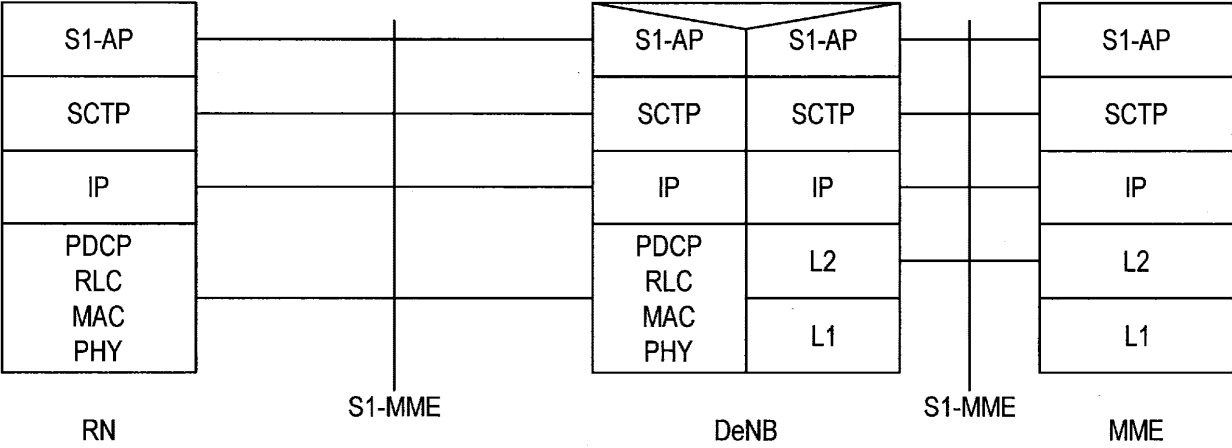 S1-AP
SCTP
IP
PDCP
RLC
MAC
PHY
RN
S1-MME
S1-AP S1-AP
SCTP SCTP
IP IP
PDCP
RLC
MAC
PHY
L2
L1
DeNB
S1-MME
S1-AP
SCTP
IP
L2
L1
MME